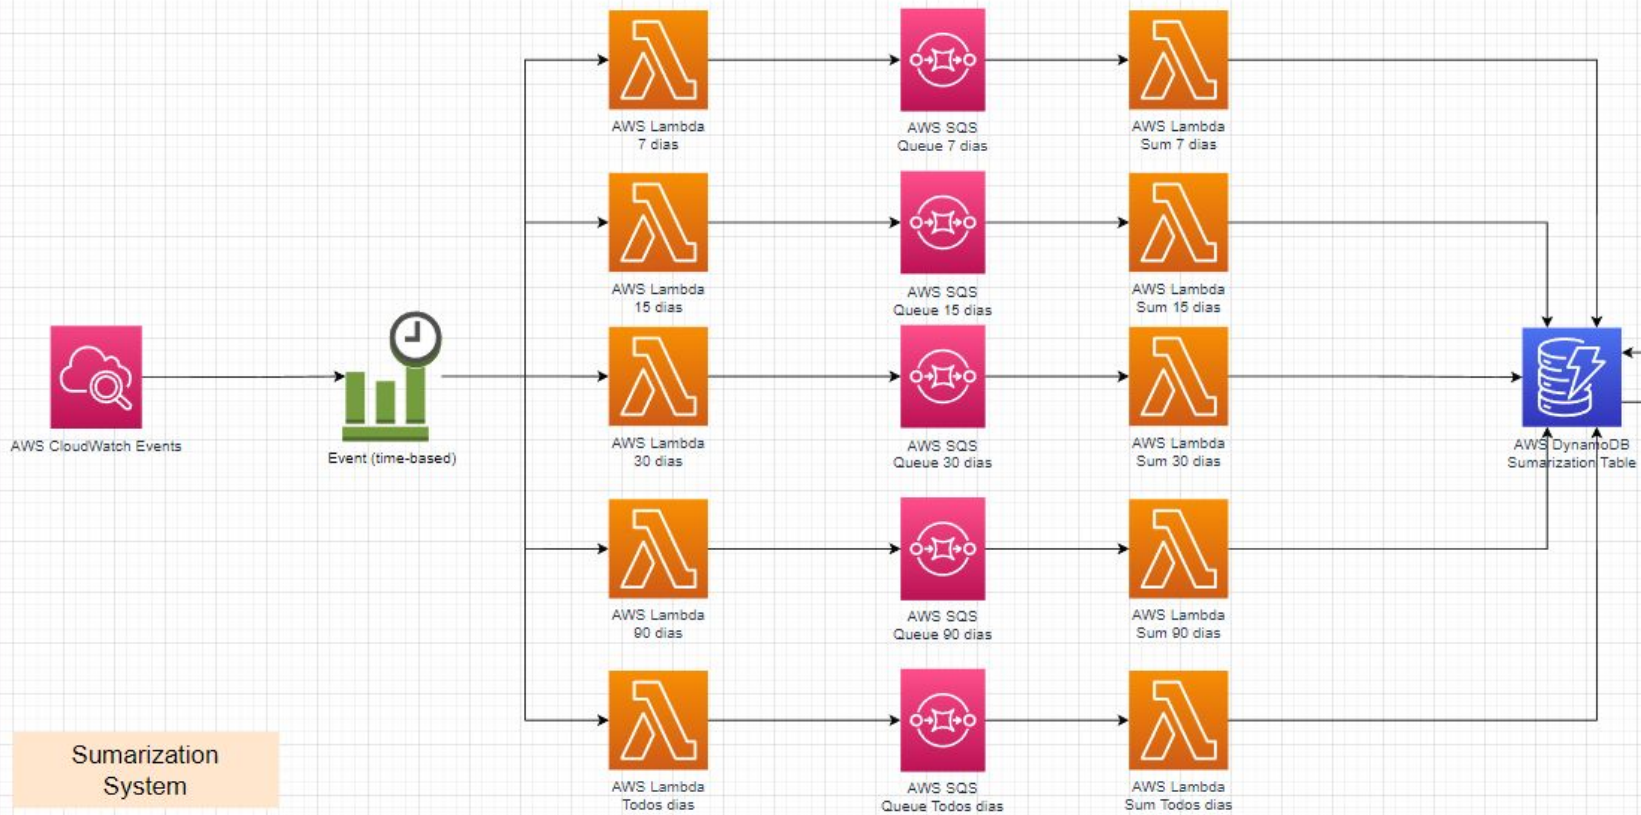 AWS Lambda
7 dias
AWS SQS
Queue 7 dias
AWS Lambda
Sum 7 dias
AWS Lambda
15 dias
AWS SQS
Queue 15 dias
AWS Lambda
Sum 15 dias
AWS CloudWatch Events
Event (time-based)
AWS Lambda
30 dias
AWS SQS
Queue 30 dias
AWS Lambda
Sum 30 dias
AWS DynamoDB
Sumarization Table
AWS Lambda
90 dias
AWS SQS
Queue 90 dias
AWS Lambda
Sum 90 dias
Sumarization
System
AWS Lambda
Todos dias
AWS SQS
Queue Todos dias
AWS Lambda
Sum Todos dias